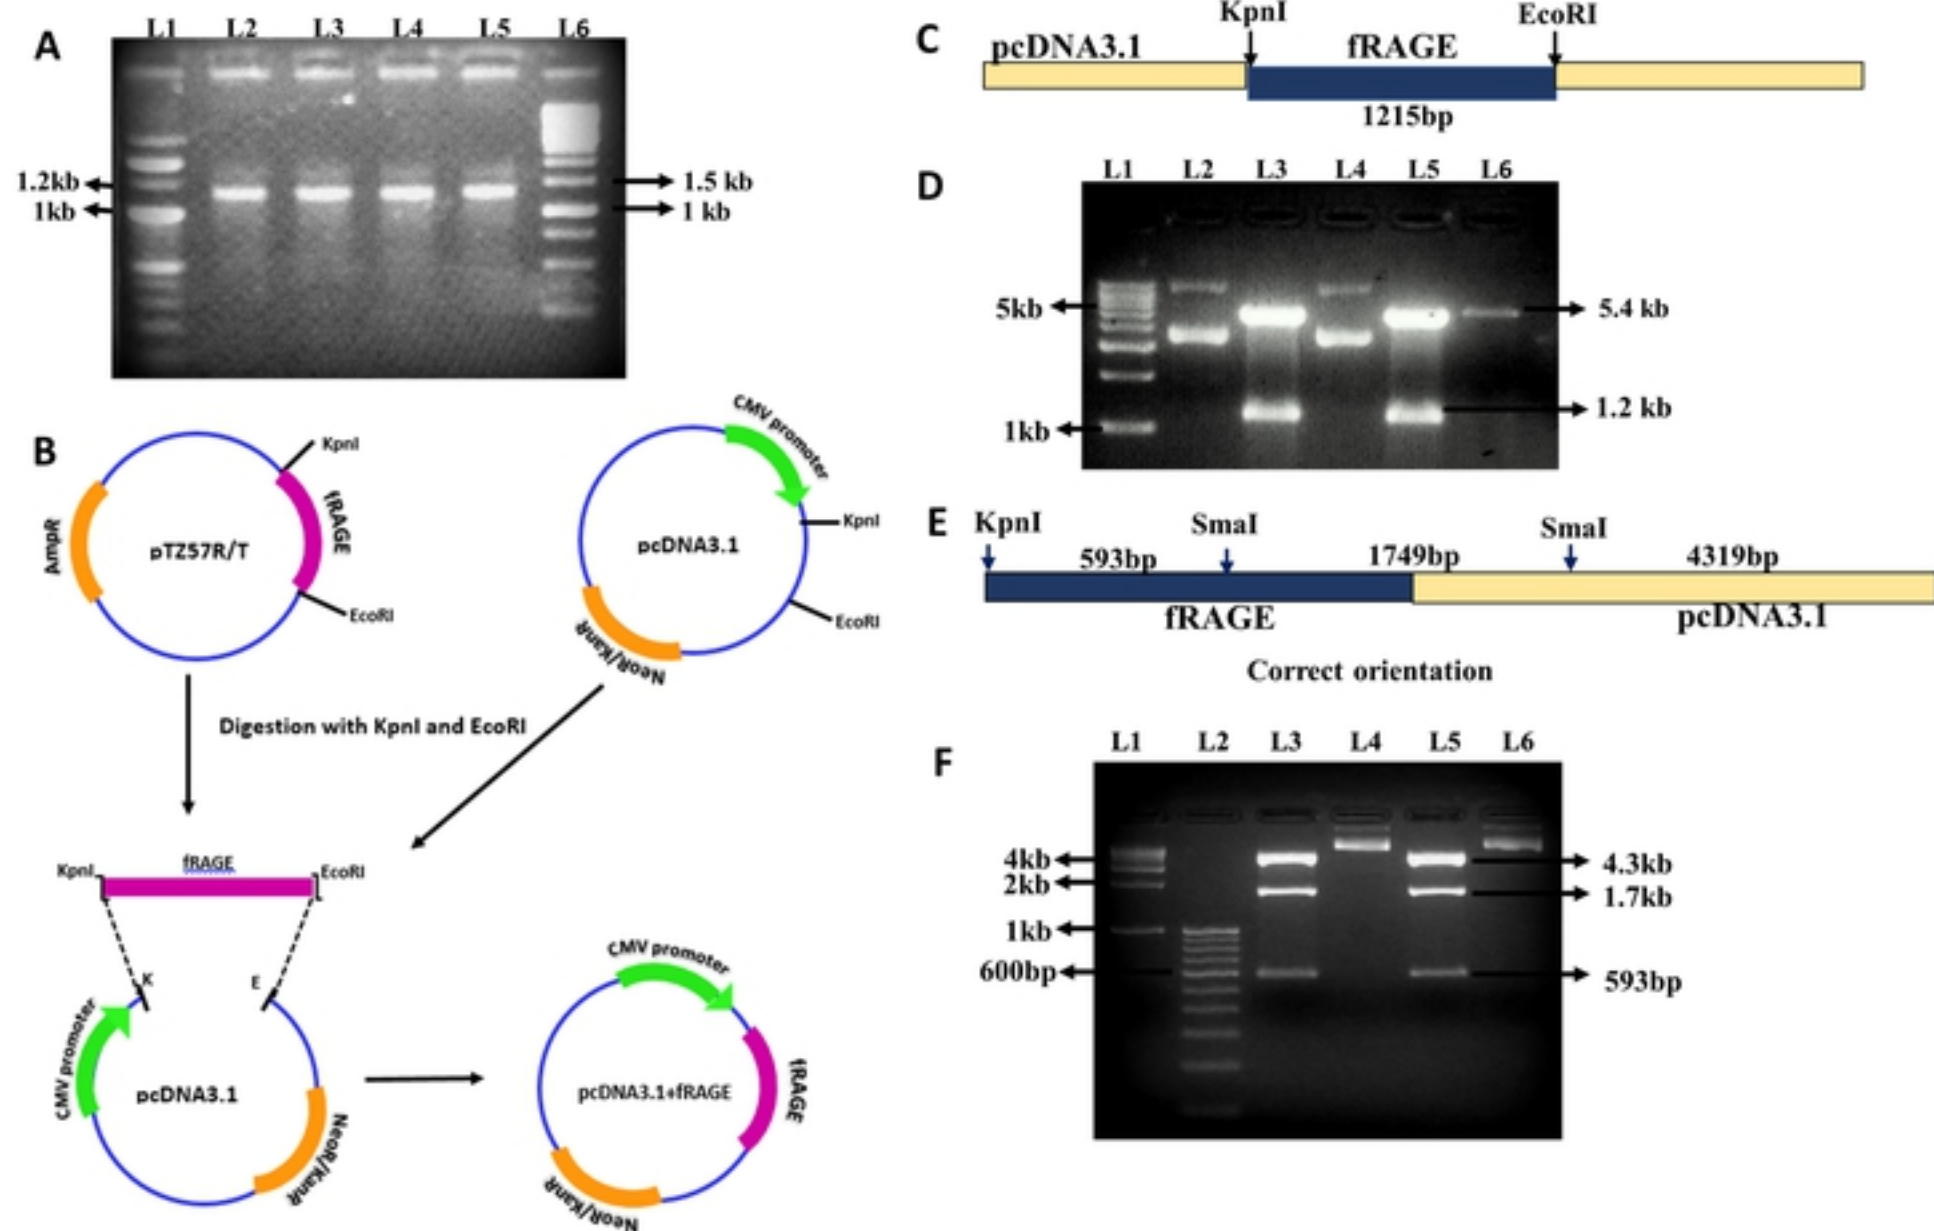 A
L1 L2 L3 L4 L5 L6
1.2kb
1kb
1.5 kb
1 kb
B
KpnI
fRAGE
AmpR
pTZ57R/T
EcoRI
CMV promoter
KpnI
pcDNA3.1
EcoRI
NeoR/KanR
Digestion with KpnI and EcoRI
KpnI
fRAGE
EcoRI
K
E
CMV promoter
pcDNA3.1
NeoR/KanR
CMV promoter
pcDNA3.1+fRAGE
fRAGE
NeoR/KanR
C
KpnI
EcoRI
pcDNA3.1
fRAGE
1215bp
D
L1 L2 L3 L4 L5 L6
5kb
1kb
5.4 kb
1.2 kb
E
KpnI
SmaI
SmaI
593bp
1749bp
4319bp
fRAGE
pcDNA3.1
Correct orientation
F
L1 L2 L3 L4 L5 L6
4kb
2kb
1kb
600bp
4.3kb
1.7kb
593bp